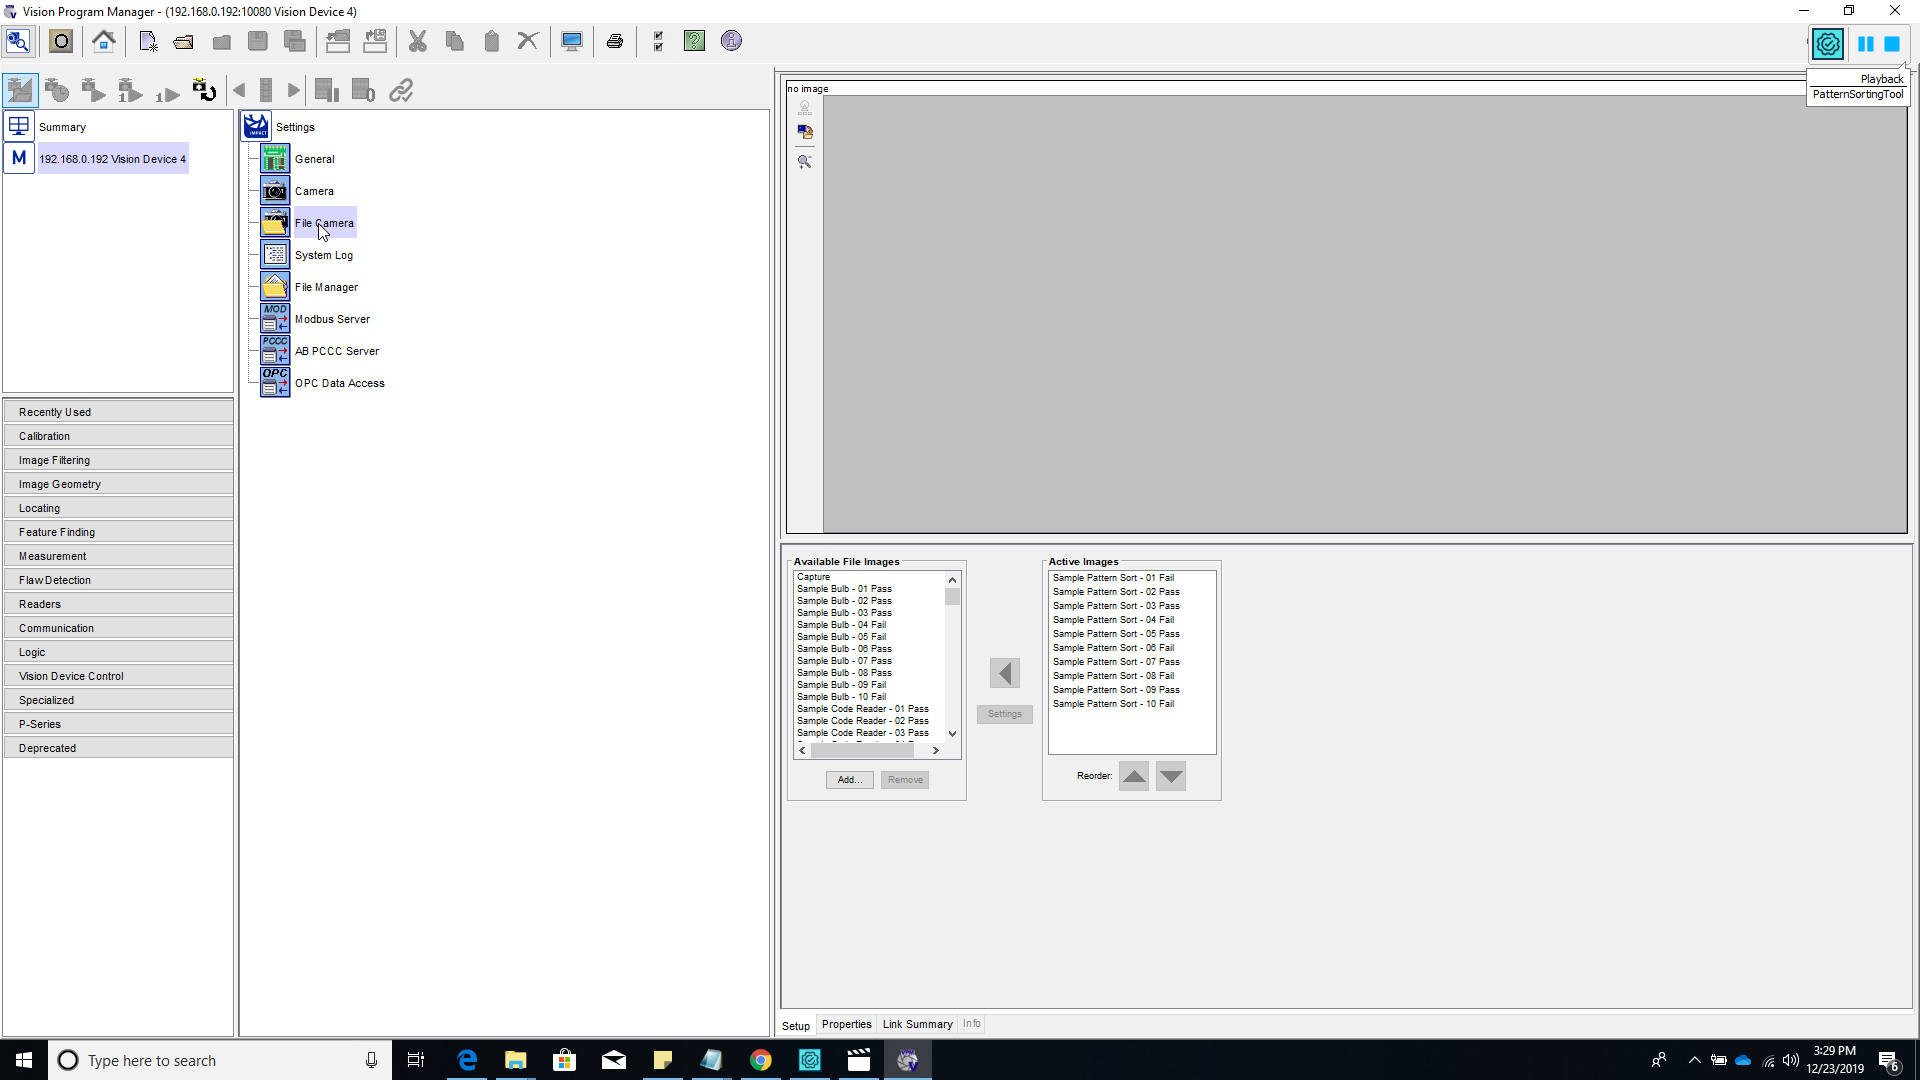 Vision Program Manager - (192.168.0.192:10080 Vision Device 4)
Playback
PatternSortingTool
Summary
M 192.168.0.192 Vision Device 4
IMPACT Settings
General
Camera
File Camera
System Log
File Manager
MOD Modbus Server
PCCC AB PCCC Server
OPC OPC Data Access
Recently Used
Calibration
Image Filtering
Image Geometry
Locating
Feature Finding
Measurement
Flaw Detection
Readers
Communication
Logic
Vision Device Control
Specialized
P-Series
Deprecated
no image
Available File Images
Capture
Sample Bulb - 01 Pass
Sample Bulb - 02 Pass
Sample Bulb - 03 Pass
Sample Bulb - 04 Fail
Sample Bulb - 05 Fail
Sample Bulb - 06 Pass
Sample Bulb - 07 Pass
Sample Bulb - 08 Pass
Sample Bulb - 09 Fail
Sample Bulb - 10 Fail
Sample Code Reader - 01 Pass
Sample Code Reader - 02 Pass
Sample Code Reader - 03 Pass
Add... Remove
Settings
Active Images
Sample Pattern Sort - 01 Fail
Sample Pattern Sort - 02 Pass
Sample Pattern Sort - 03 Pass
Sample Pattern Sort - 04 Fail
Sample Pattern Sort - 05 Pass
Sample Pattern Sort - 06 Fail
Sample Pattern Sort - 07 Pass
Sample Pattern Sort - 08 Fail
Sample Pattern Sort - 09 Pass
Sample Pattern Sort - 10 Fail
Reorder:
Setup Properties Link Summary Info
Type here to search
3:29 PM
12/23/2019
6